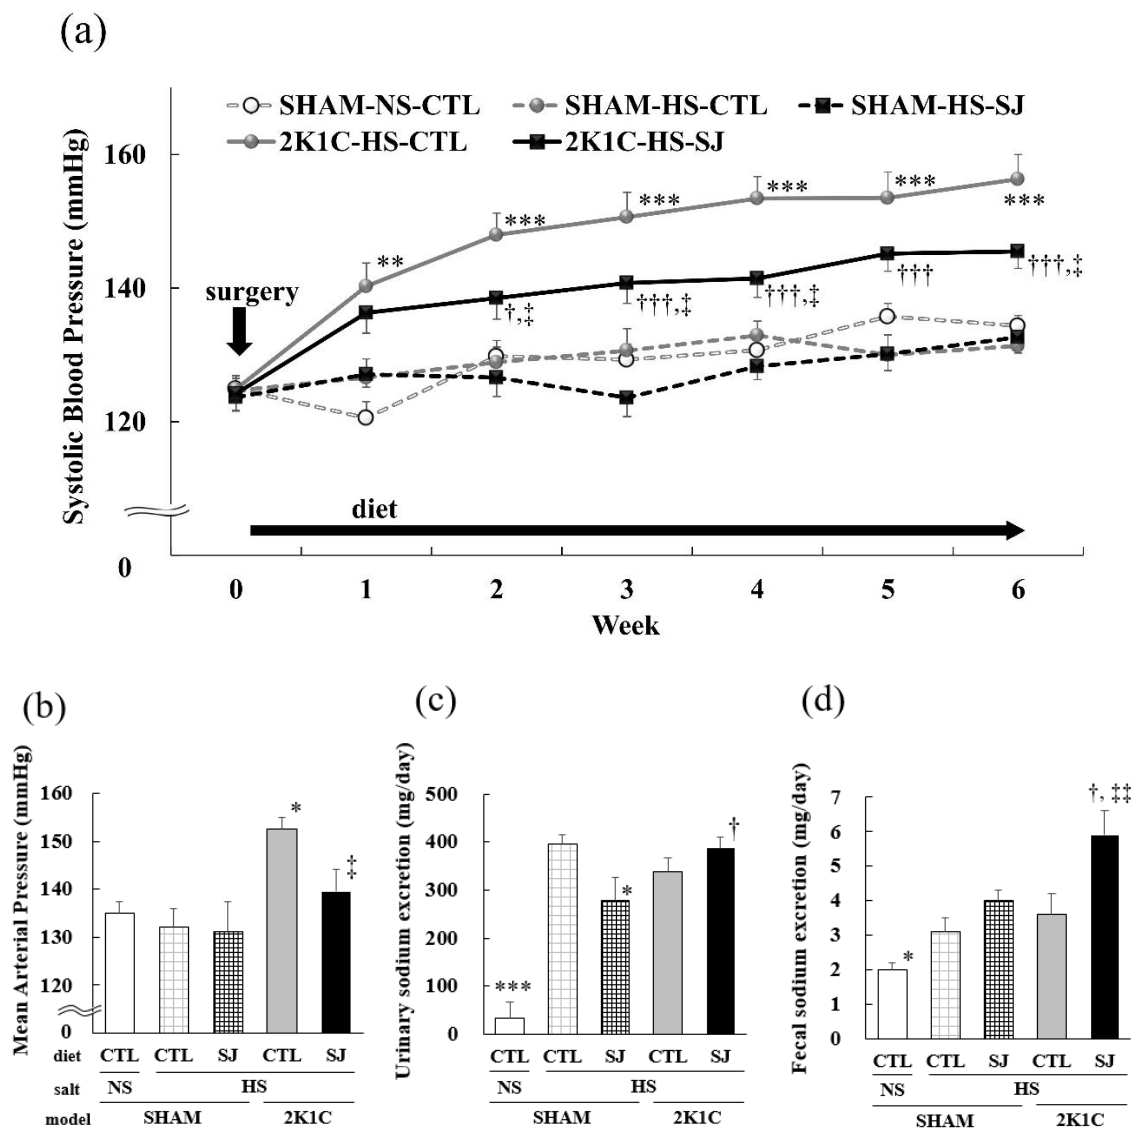 (a)
SHAM-NS-CTL SHAM-HS-CTL SHAM-HS-SJ
2K1C-HS-CTL 2K1C-HS-SJ
Systolic Blood Pressure (mmHg)
160
140
120
0
surgery
** *** *** *** *** ***
†,‡ †††,‡ †††,‡ ††† †††,‡
diet
0 1 2 3 4 5 6
Week
(b)
Mean Arterial Pressure (mmHg)
160
150
140
130
120
0
*
‡
diet CTL CTL SJ CTL SJ
salt NS HS
model SHAM 2K1C
(c)
Urinary sodium excretion (mg/day)
500
400
300
200
100
0
***
*
†
CTL CTL SJ CTL SJ
NS HS
SHAM 2K1C
(d)
Fecal sodium excretion (mg/day)
7
6
5
4
3
2
1
0
*
†, ‡‡
CTL CTL SJ CTL SJ
NS HS
SHAM 2K1C